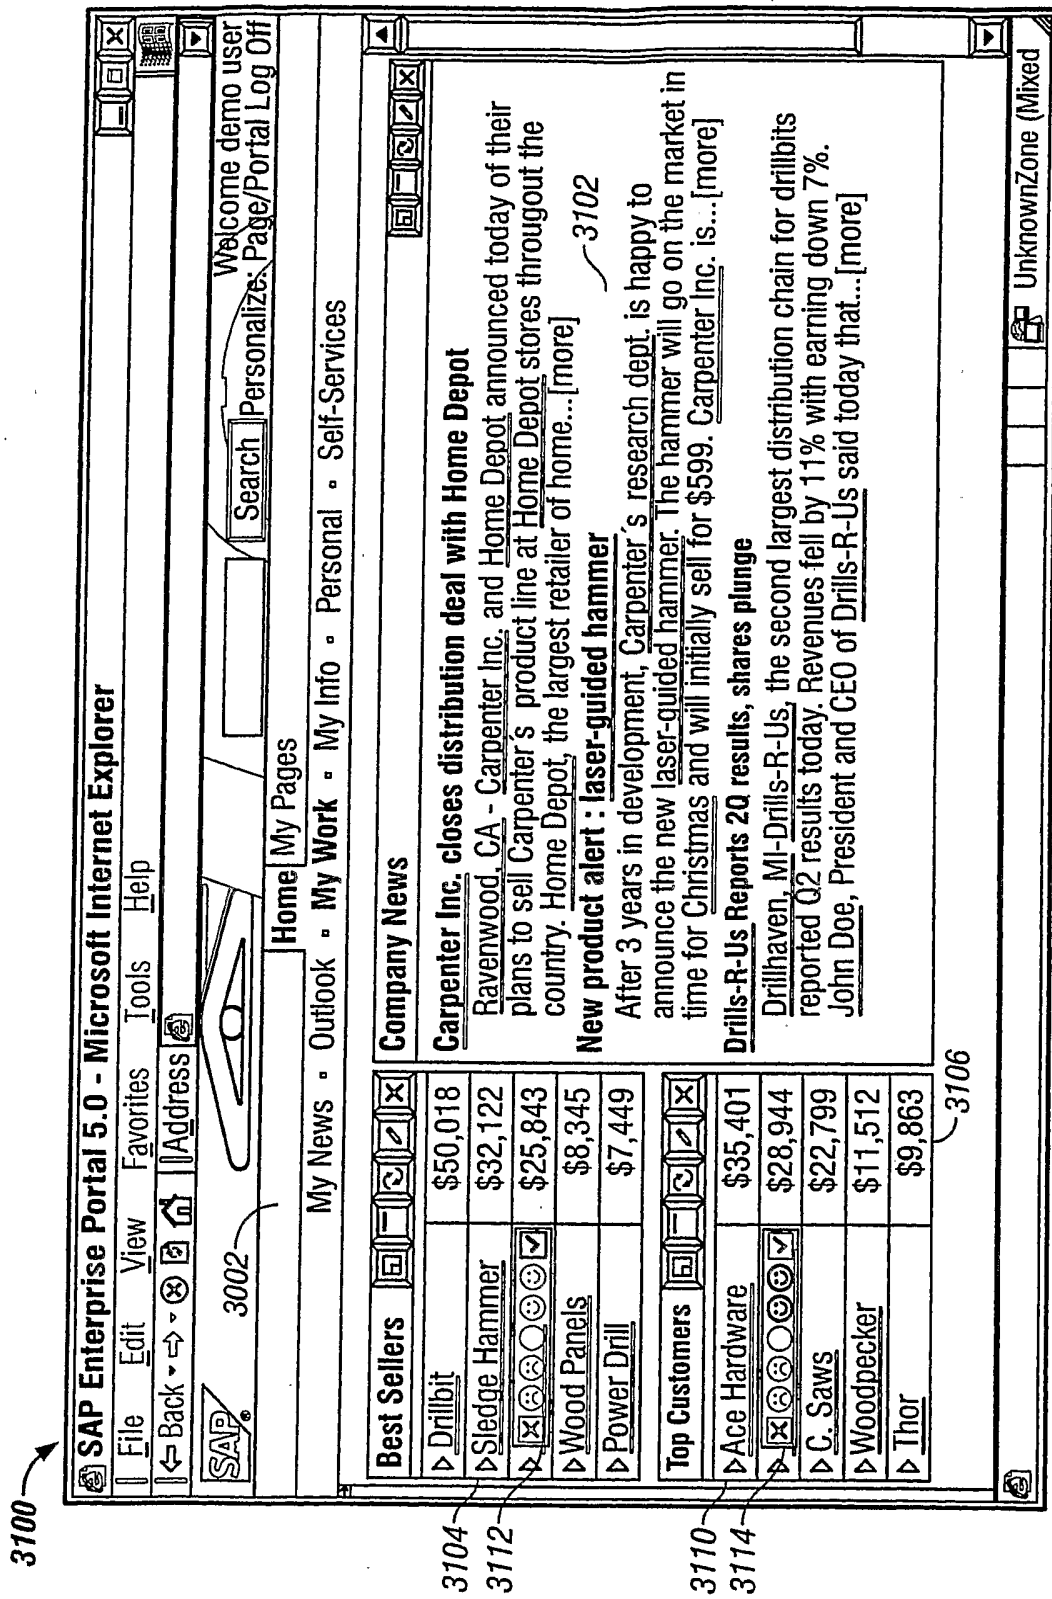 3100
SAP Enterprise Portal 5.0 - Microsoft Internet Explorer
File Edit View Favorites Tools Help
Back Address
SAP®
3002
Search
Welcome demo user
Personalize: Page/Portal Log Off
Home My Pages
My News Outlook My Work My Info Personal Self-Services
Best Sellers
Drillbit $50,018
Sledge Hammer $32,122
$25,843
Wood Panels $8,345
Power Drill $7,449
3104
3112
Top Customers
Ace Hardware $35,401
$28,944
C. Saws $22,799
Woodpecker $11,512
Thor $9,863
3110
3114
3106
Company News
Carpenter Inc. closes distribution deal with Home Depot
Ravenwood, CA - Carpenter Inc. and Home Depot announced today of their
plans to sell Carpenter's product line at Home Depot stores througout the
country. Home Depot, the largest retailer of home...[more]
3102
New product alert : laser-guided hammer
After 3 years in development, Carpenter's research dept. is happy to
announce the new laser-guided hammer. The hammer will go on the market in
time for Christmas and will initially sell for $599. Carpenter Inc. is...[more]
Drills-R-Us Reports 2Q results, shares plunge
Drillhaven, MI-Drills-R-Us, the second largest distribution chain for drillbits
reported Q2 results today. Revenues fell by 11% with earning down 7%.
John Doe, President and CEO of Drills-R-Us said today that...[more]
UnknownZone (Mixed